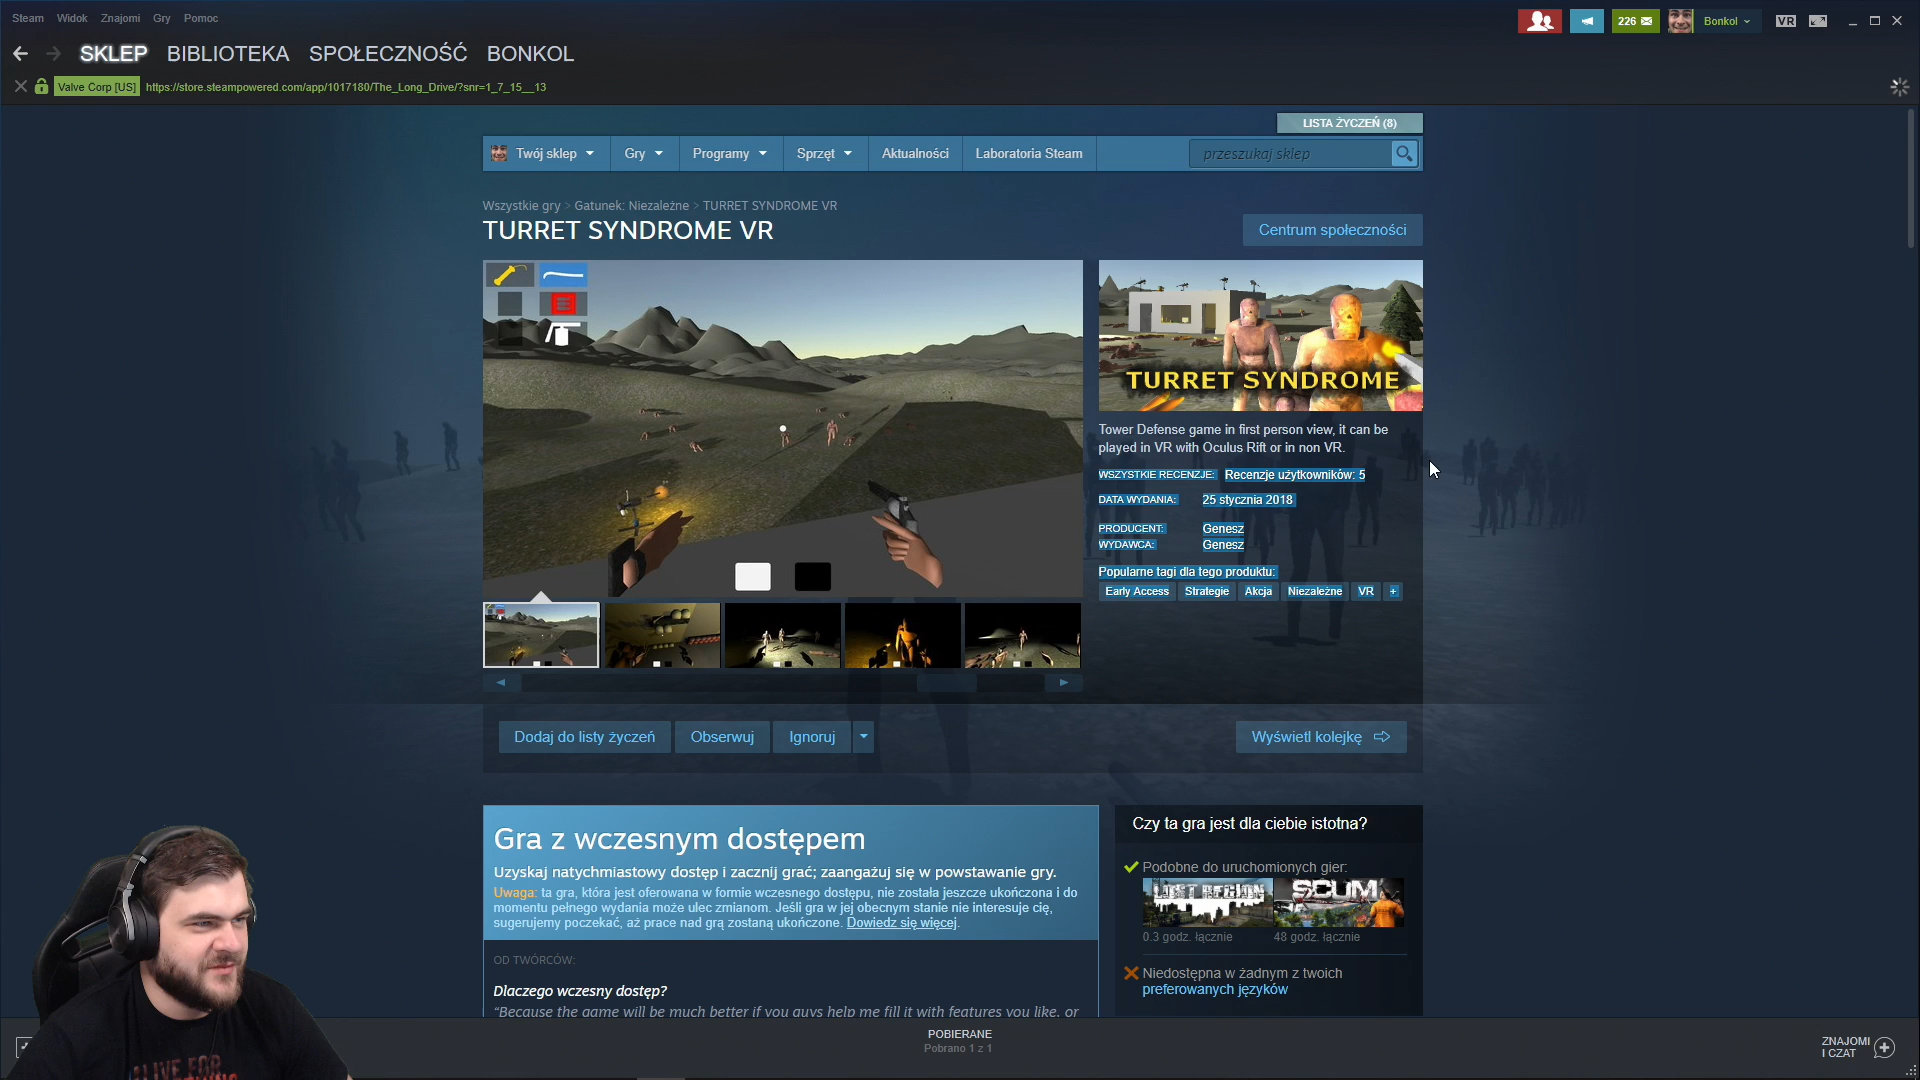 Steam Widok Znajomi Gry Pomoc
226 Bonkol VR
SKLEP BIBLIOTEKA SPOŁECZNOŚĆ BONKOL
Valve Corp [US] https://store.steampowered.com/app/1017180/The_Long_Drive/?snr=1_7_15__13
LISTA ŻYCZEŃ (8)
Twój sklep Gry Programy Sprzęt Aktualności Laboratoria Steam przeszukaj sklep
Wszystkie gry > Gatunek: Niezależne > TURRET SYNDROME VR
TURRET SYNDROME VR
Centrum społeczności
TURRET SYNDROME
Tower Defense game in first person view, it can be
played in VR with Oculus Rift or in non VR.
WSZYSTKIE RECENZJE: Recenzje użytkowników: 5
DATA WYDANIA: 25 stycznia 2018
PRODUCENT: Genesz
WYDAWCA: Genesz
Popularne tagi dla tego produktu:
Early Access Strategie Akcja Niezależne VR +
Dodaj do listy życzeń Obserwuj Ignoruj Wyświetl kolejkę
Gra z wczesnym dostępem
Uzyskaj natychmiastowy dostęp i zacznij grać; zaangażuj się w powstawanie gry.
Uwaga: ta gra, która jest oferowana w formie wczesnego dostępu, nie została jeszcze ukończona i do
momentu pełnego wydania może ulec zmianom. Jeśli gra w jej obecnym stanie nie interesuje cię,
sugerujemy poczekać, aż prace nad grą zostaną ukończone. Dowiedz się więcej.
OD TWÓRCÓW:
Dlaczego wczesny dostęp?
"Because the game will be much better if you guys help me fill it with features you like, or
Czy ta gra jest dla ciebie istotna?
Podobne do uruchomionych gier:
LOST REGION SCUM
0.3 godz. łącznie 48 godz. łącznie
Niedostępna w żadnym z twoich
preferowanych języków
POBIERANE
Pobrano 1 z 1
ZNAJOMI
I CZAT
I LIVE FOR